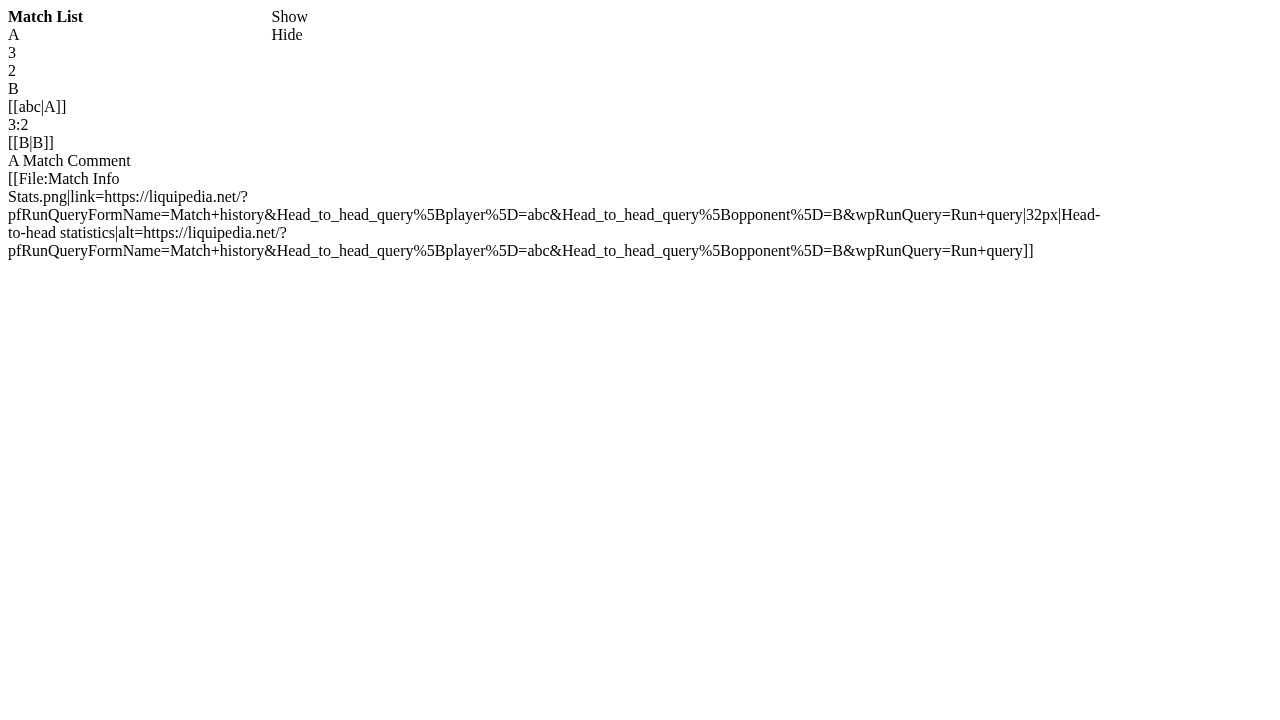 Match List
Show
Hide
A
3
2
B
[[abc|A]]
3:2
[[B|B]]
A Match Comment
[[File:Match Info
Stats.png|link=https://liquipedia.net/?
pfRunQueryFormName=Match+history&Head_to_head_query%5Bplayer%5D=abc&Head_to_head_query%5Bopponent%5D=B&wpRunQuery=Run+query|32px|Head-
to-head statistics|alt=https://liquipedia.net/?
pfRunQueryFormName=Match+history&Head_to_head_query%5Bplayer%5D=abc&Head_to_head_query%5Bopponent%5D=B&wpRunQuery=Run+query]]